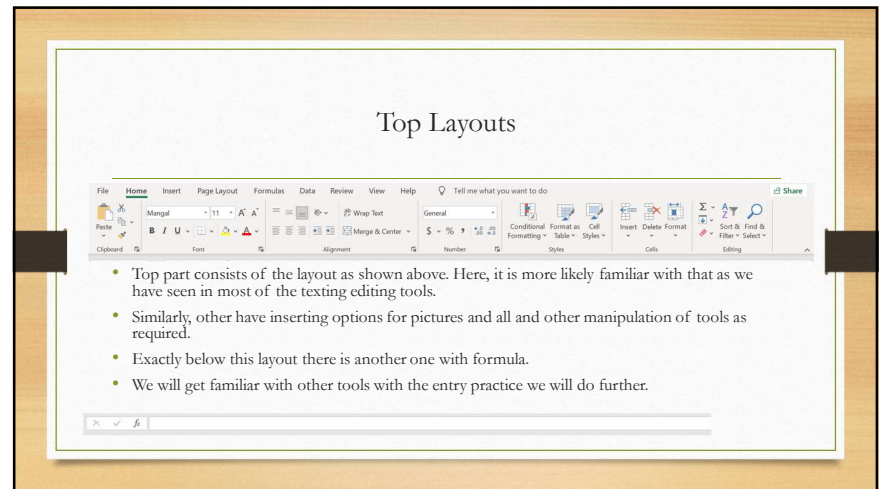 Top Layouts
File Home Insert Page Layout Formulas Data Review View Help Tell me what you want to do Share
Mangal 11 A A Wrap Text General Σ
Paste B I U A Merge & Center $ % , Conditional Formatting Format as Table Cell Styles Insert Delete Format Sort & Filter Find & Select
Clipboard Font Alignment Number Styles Cells Editing
• Top part consists of the layout as shown above. Here, it is more likely familiar with that as we
have seen in most of the texting editing tools.
• Similarly, other have inserting options for pictures and all and other manipulation of tools as
required.
• Exactly below this layout there is another one with formula.
• We will get familiar with other tools with the entry practice we will do further.
fx